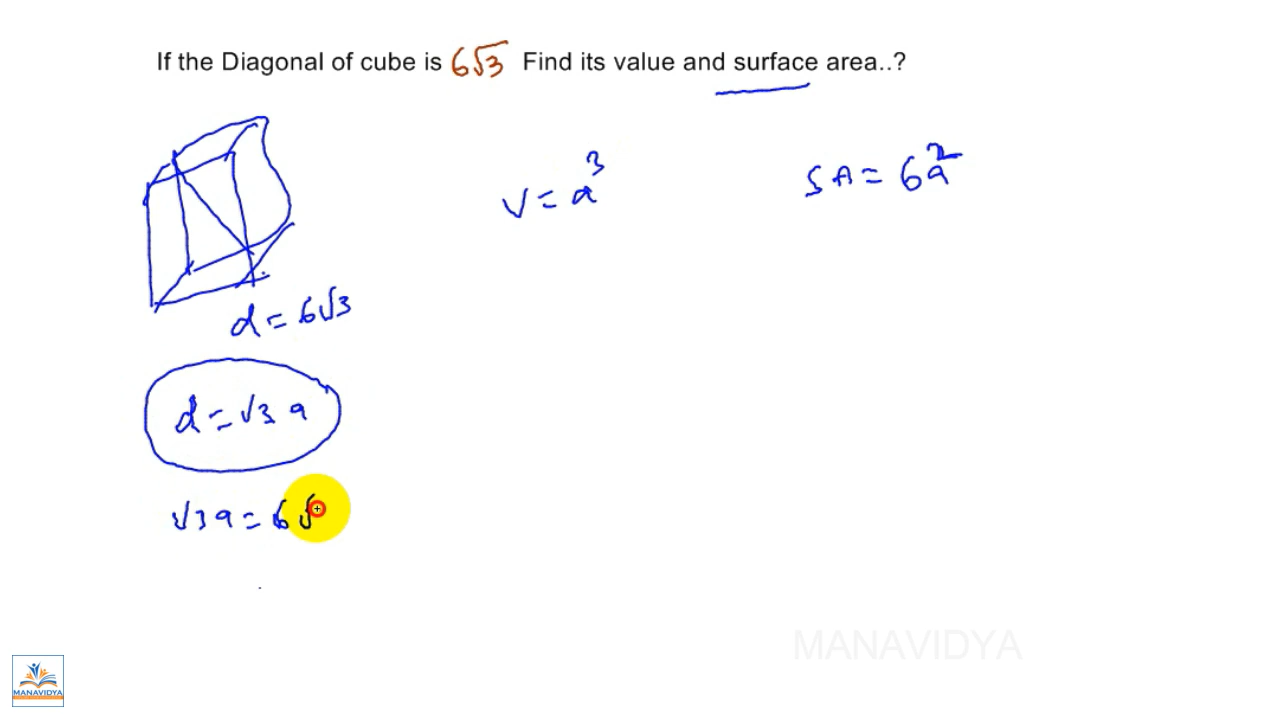 If the Diagonal of cube is 6√3 Find its value and surface area..?
V = a³
SA = 6a²
d = 6√3
d = √3 a
√3 a = 6√
MANAVIDYA
MANAVIDYA